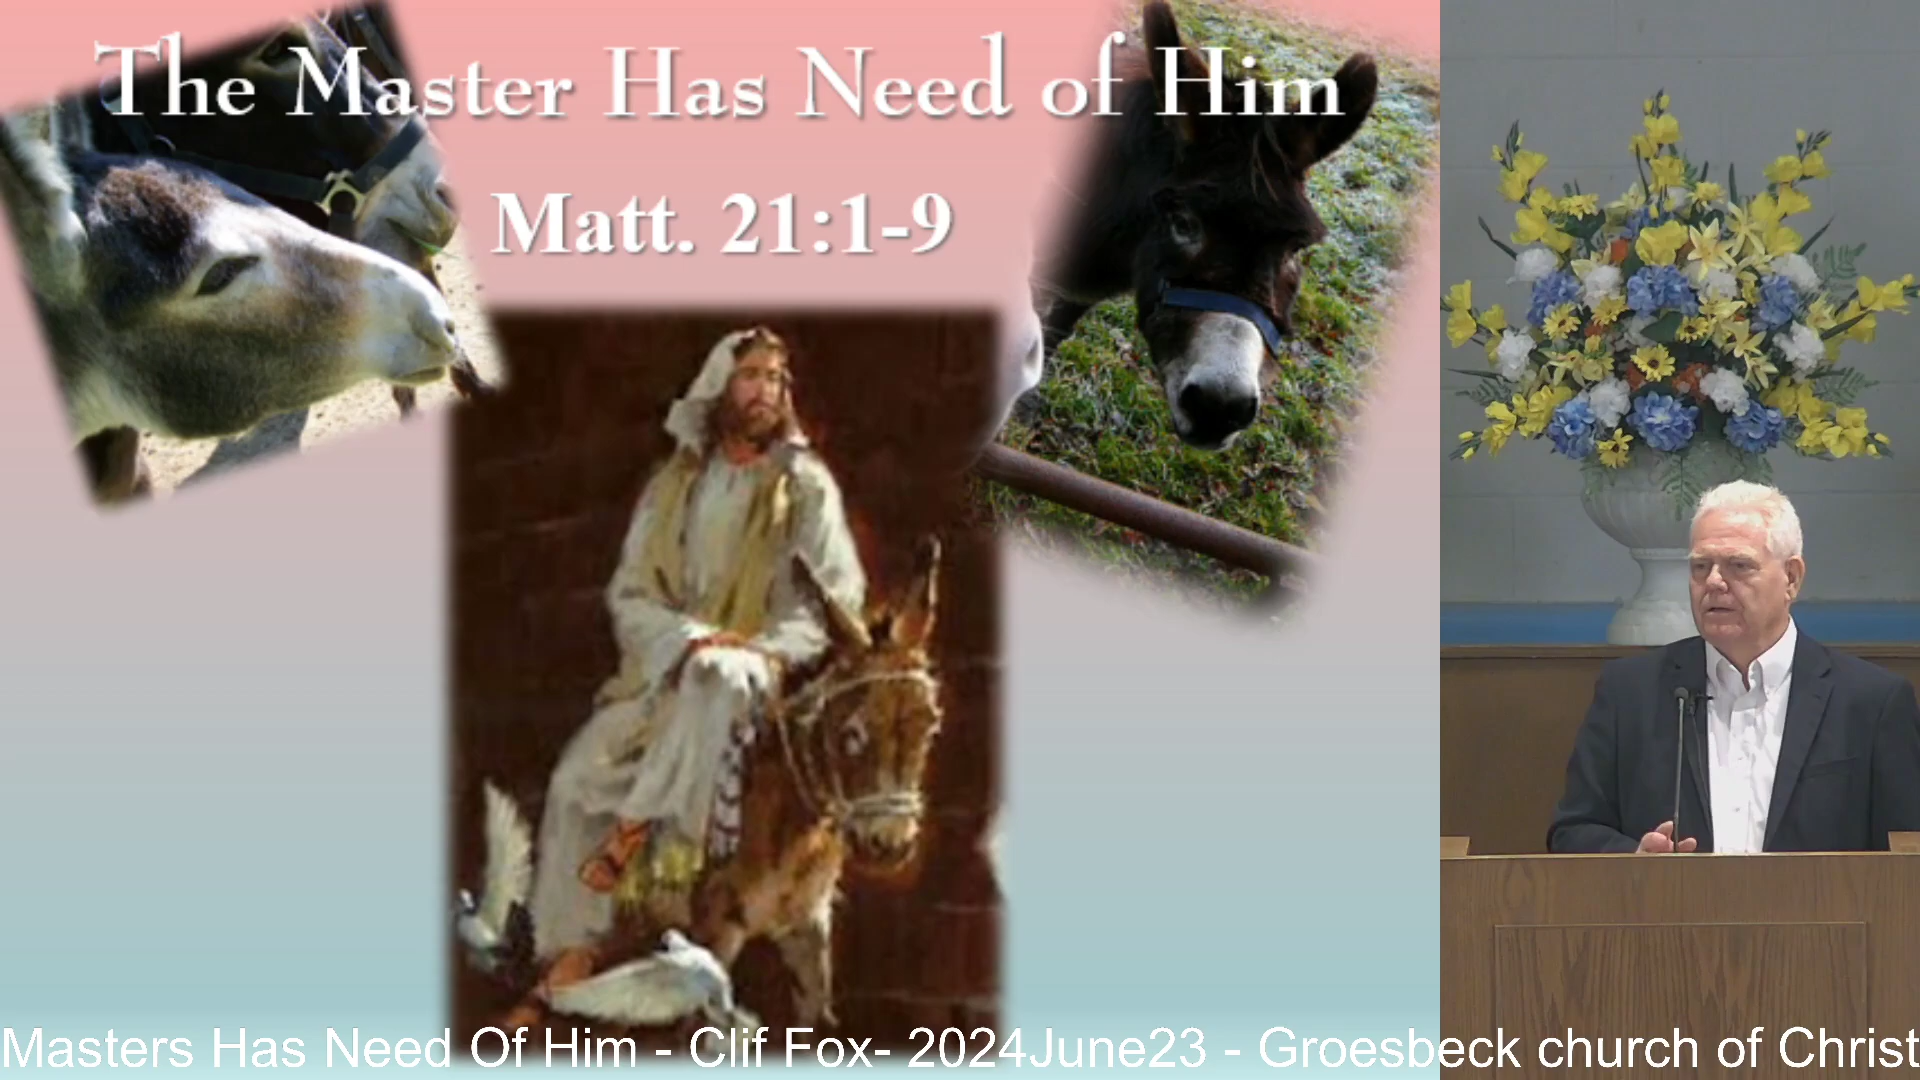 The Master Has Need of Him
Matt. 21:1-9
Masters Has Need Of Him - Clif Fox- 2024June23 - Groesbeck church of Christ